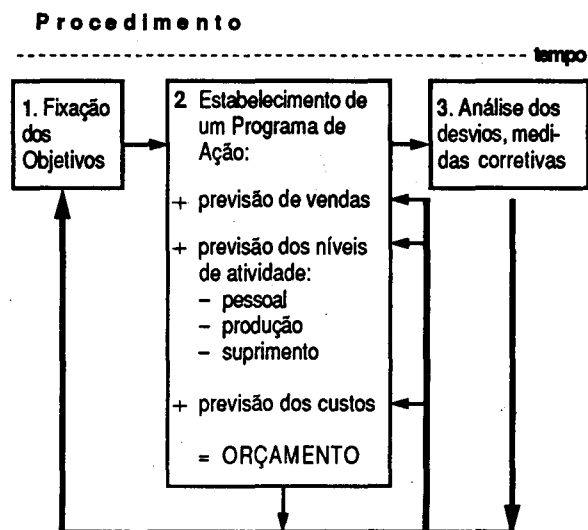 Procedimento
tempo
1. Fixação
dos
Objetivos
2 Estabelecimento de
um Programa de
Ação:
+ previsão de vendas
+ previsão dos níveis
de atividade:
– pessoal
– produção
– suprimento
+ previsão dos custos
= ORÇAMENTO
3. Análise dos
desvios, medi-
das corretivas